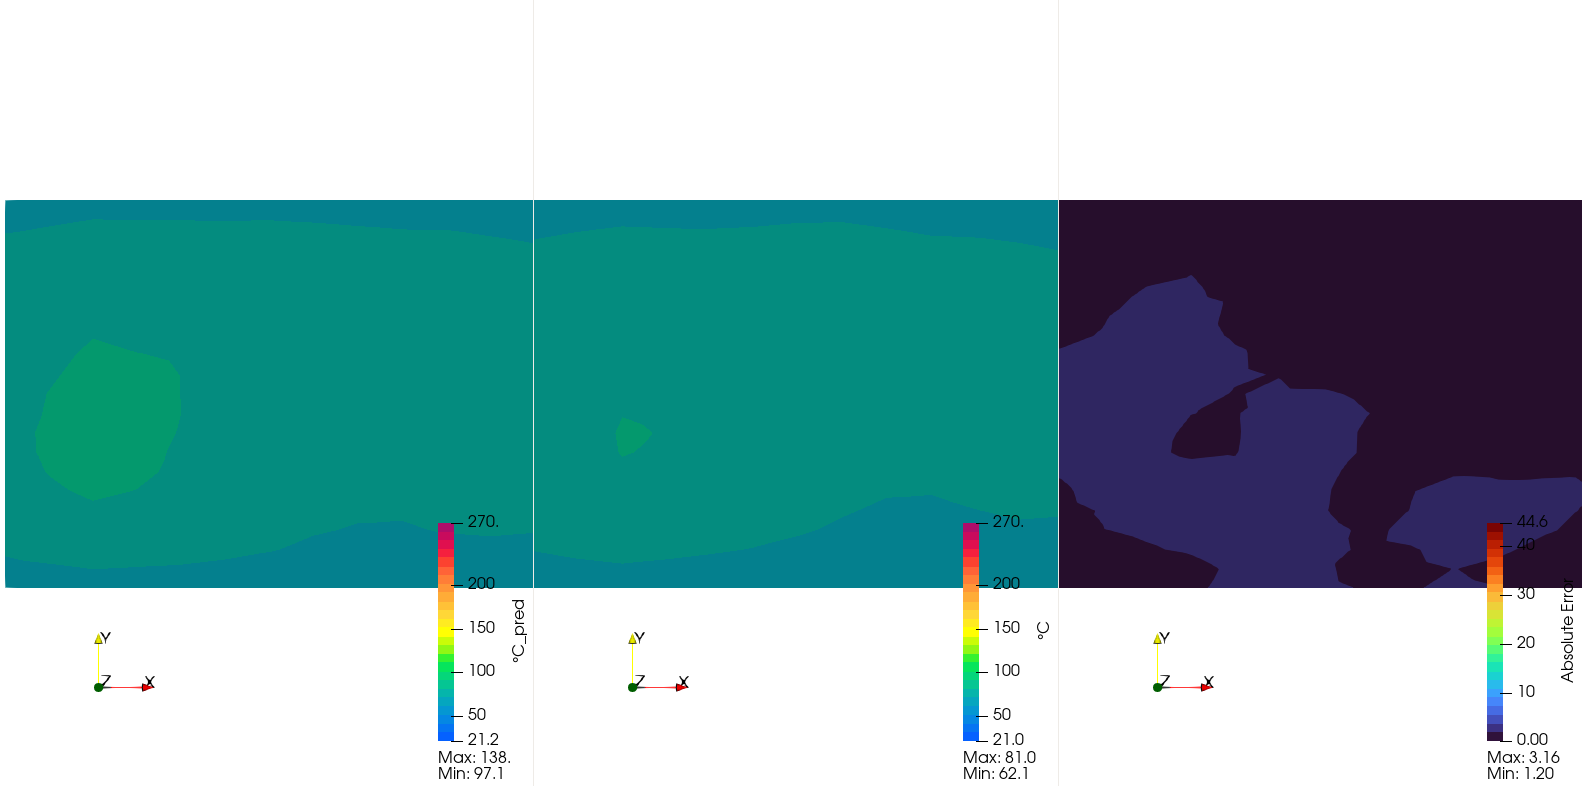 270.
200
150
100
50
21.2
°C_pred
Max: 138.
Min: 97.1
Y
Z
X
270.
200
150
100
50
21.0
°C
Max: 81.0
Min: 62.1
Y
Z
X
44.6
40
30
20
10
0.00
Absolute Error
Max: 3.16
Min: 1.20
Y
Z
X